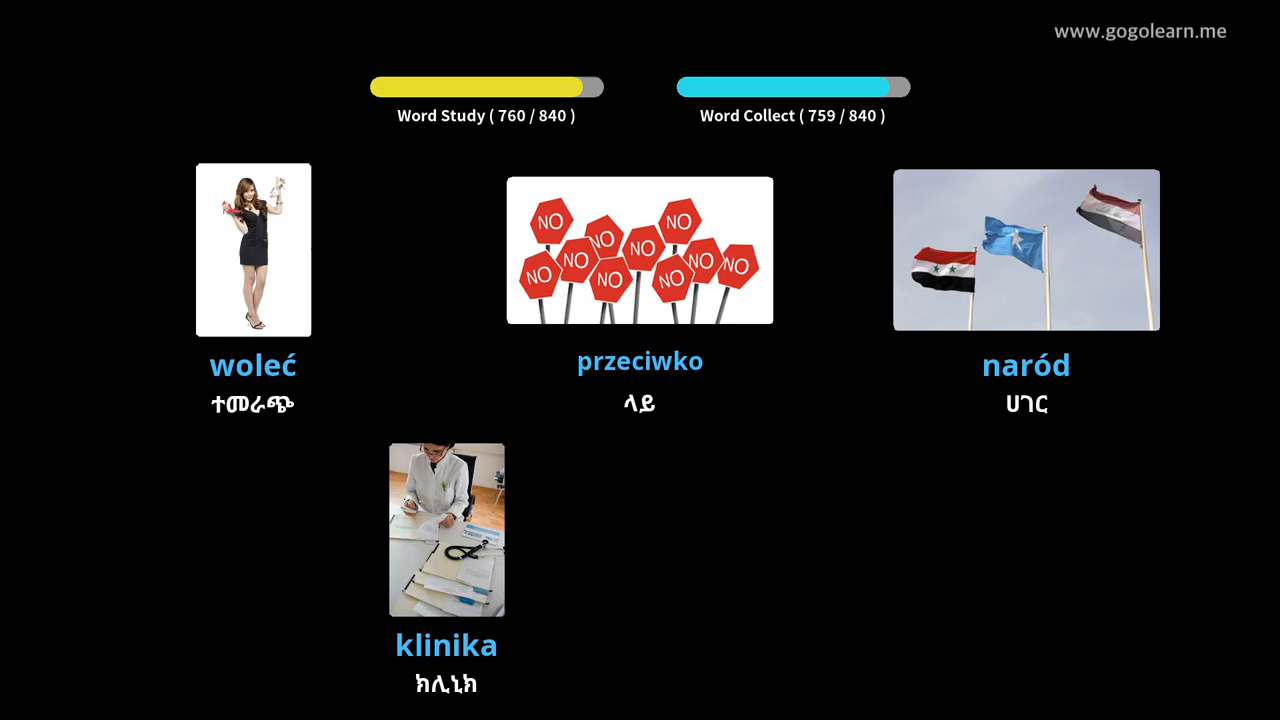 www.gogolearn.me
Word Study ( 760 / 840 )
Word Collect ( 759 / 840 )
NO
NO
NO
NO
NO
NO
NO
NO
NO
NO
woleć
ተመራጭ
przeciwko
ላይ
naród
ሀገር
klinika
ክሊኒክ